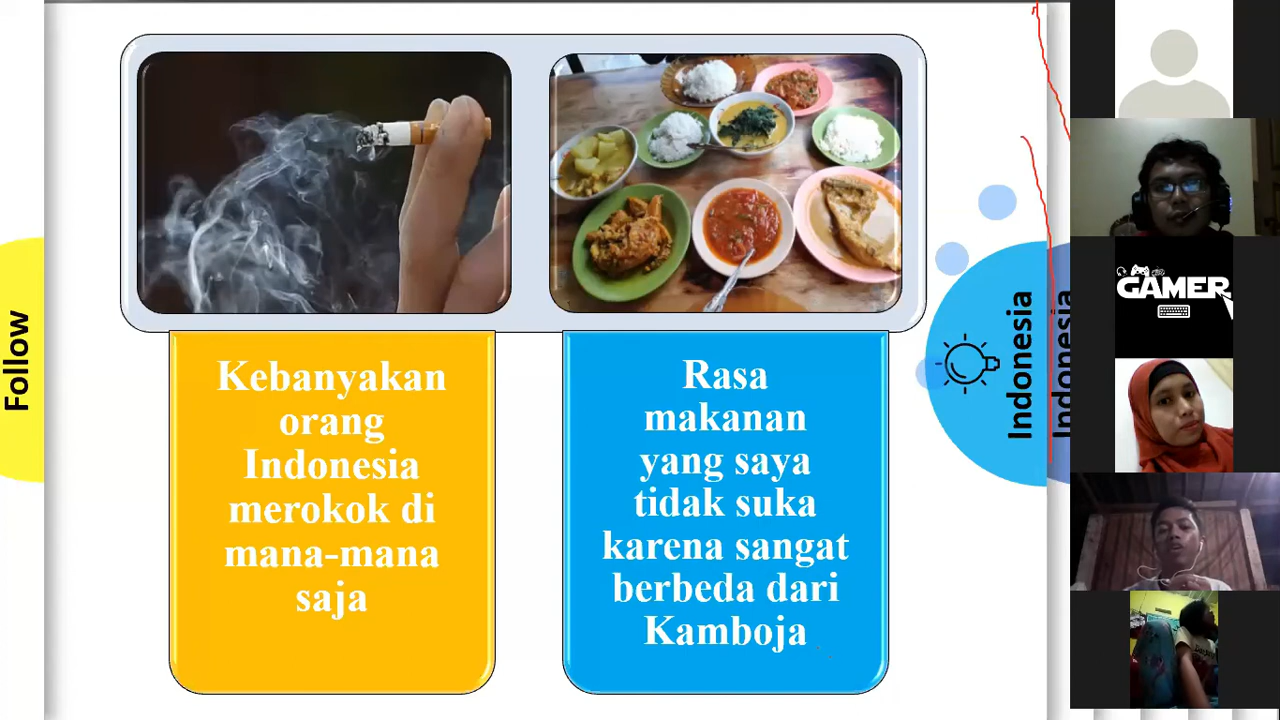 Follow
Kebanyakan
orang
Indonesia
merokok di
mana-mana
saja
Rasa
makanan
yang saya
tidak suka
karena sangat
berbeda dari
Kamboja
Indonesia
Indonesia
GAMER